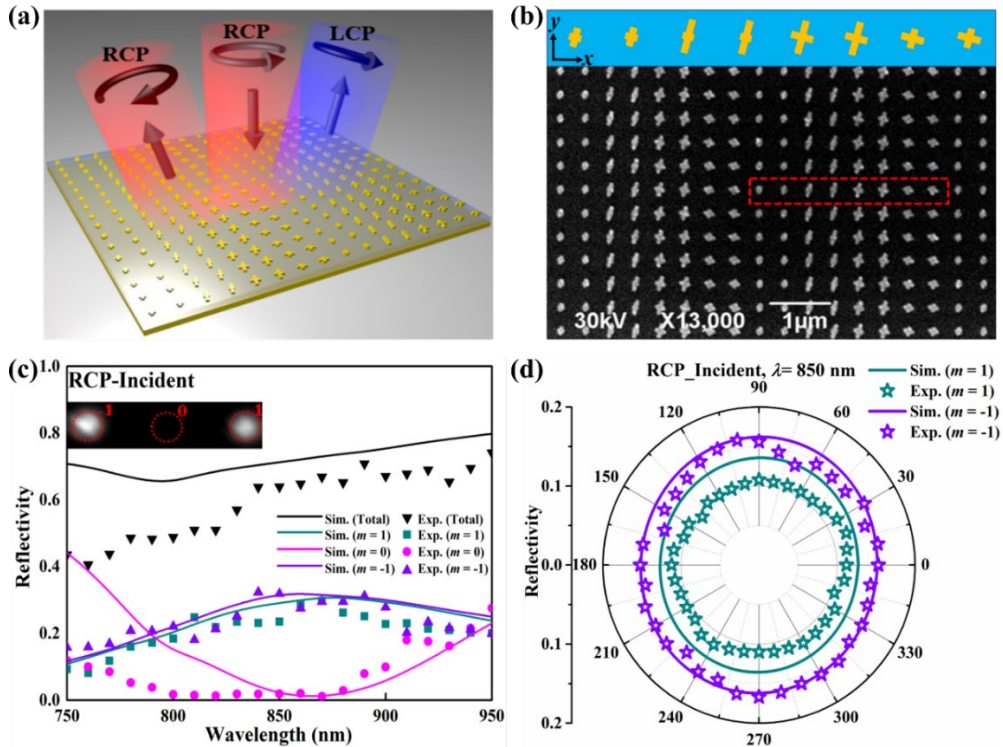 (a)
RCP
RCP
LCP
(b)
y
x
30kV X13,000 1µm
(c)
RCP-Incident
1 0 1
Reflectivity
1.0
0.8
0.6
0.4
0.2
0.0
Sim. (Total) Exp. (Total)
Sim. (m = 1) Exp. (m = 1)
Sim. (m = 0) Exp. (m = 0)
Sim. (m = -1) Exp. (m = -1)
750 800 850 900 950
Wavelength (nm)
(d)
RCP_Incident, λ= 850 nm
Sim. (m = 1)
Exp. (m = 1)
Sim. (m = -1)
Exp. (m = -1)
Reflectivity
0.2
0.1
0.0
0.1
0.2
90
120 60
150 30
180 0
210 330
240 300
270